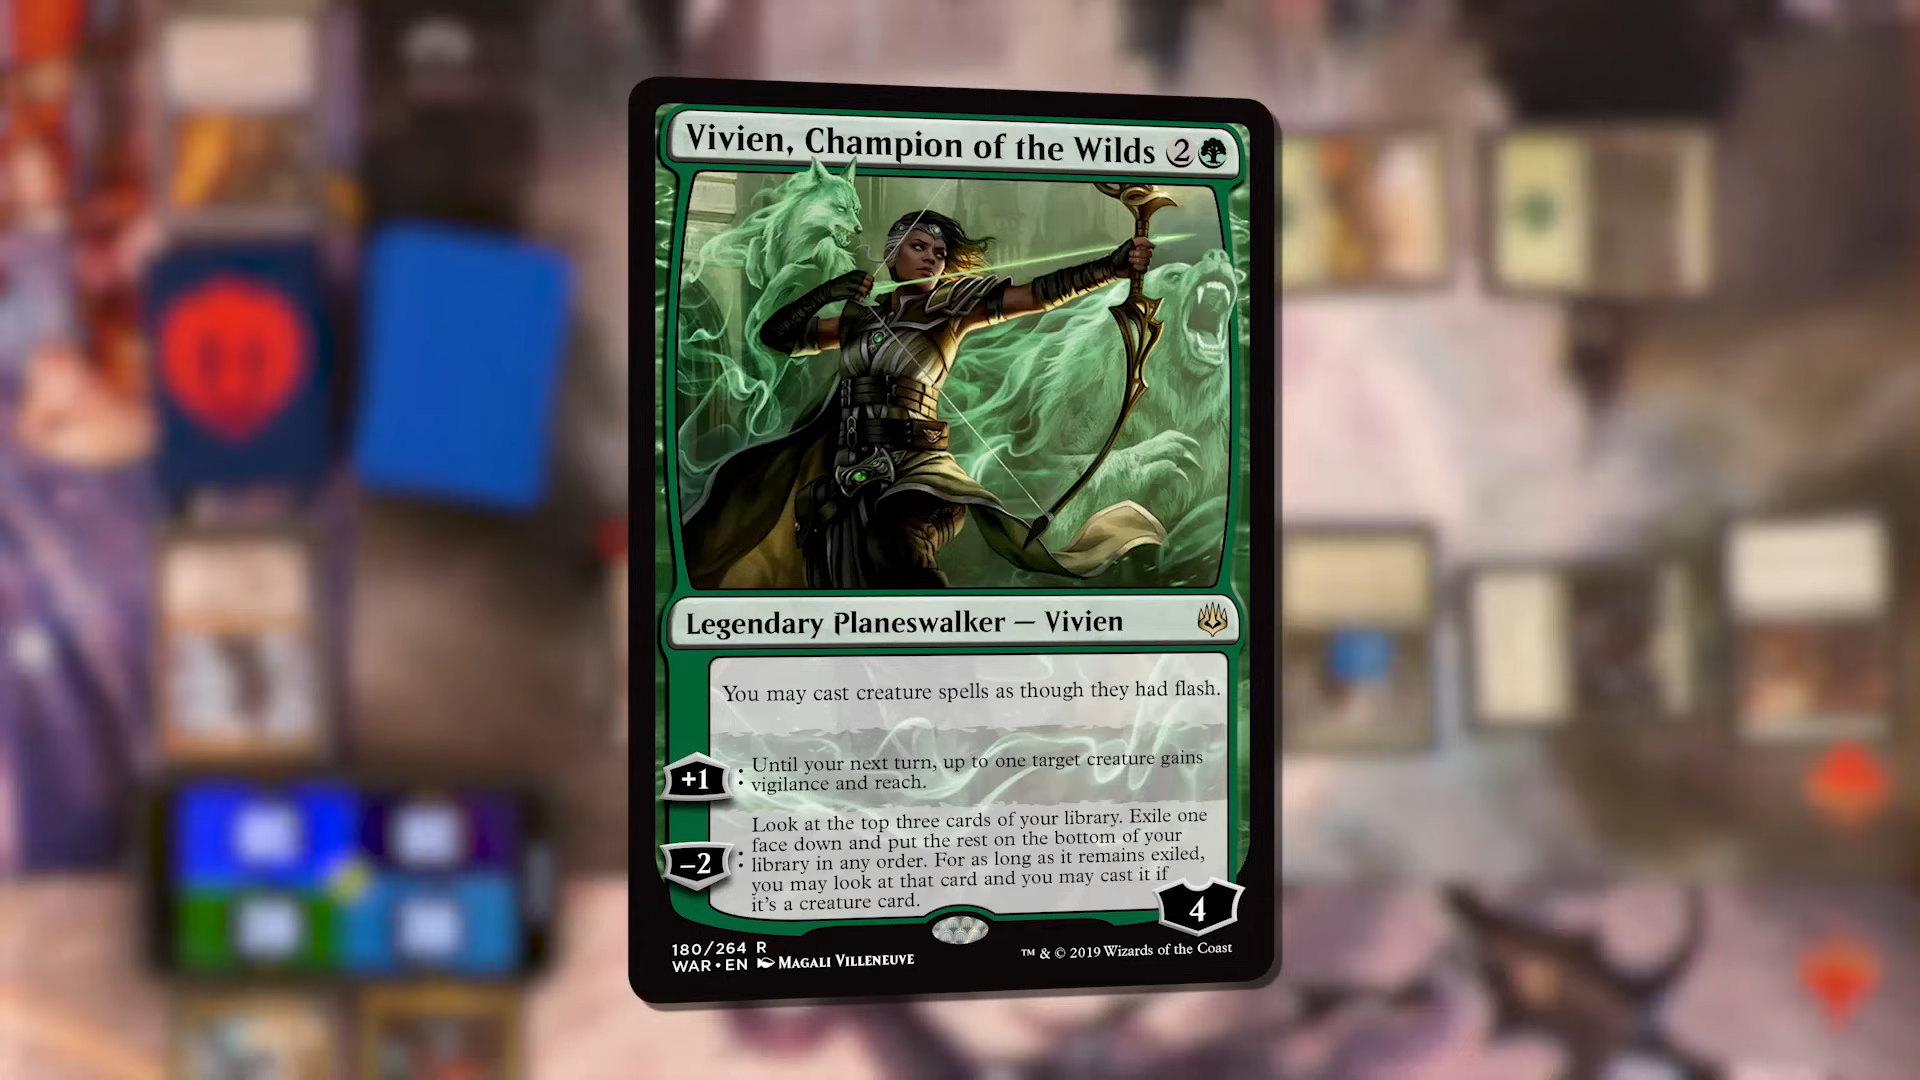 Vivien, Champion of the Wilds 2
Legendary Planeswalker — Vivien
You may cast creature spells as though they had flash.
+1 : Until your next turn, up to one target creature gains
vigilance and reach.
Look at the top three cards of your library. Exile one
face down and put the rest on the bottom of your
-2 : library in any order. For as long as it remains exiled,
you may look at that card and you may cast it if
it's a creature card.
4
180/264 R
WAR • EN Magali Villeneuve
™ & © 2019 Wizards of the Coast